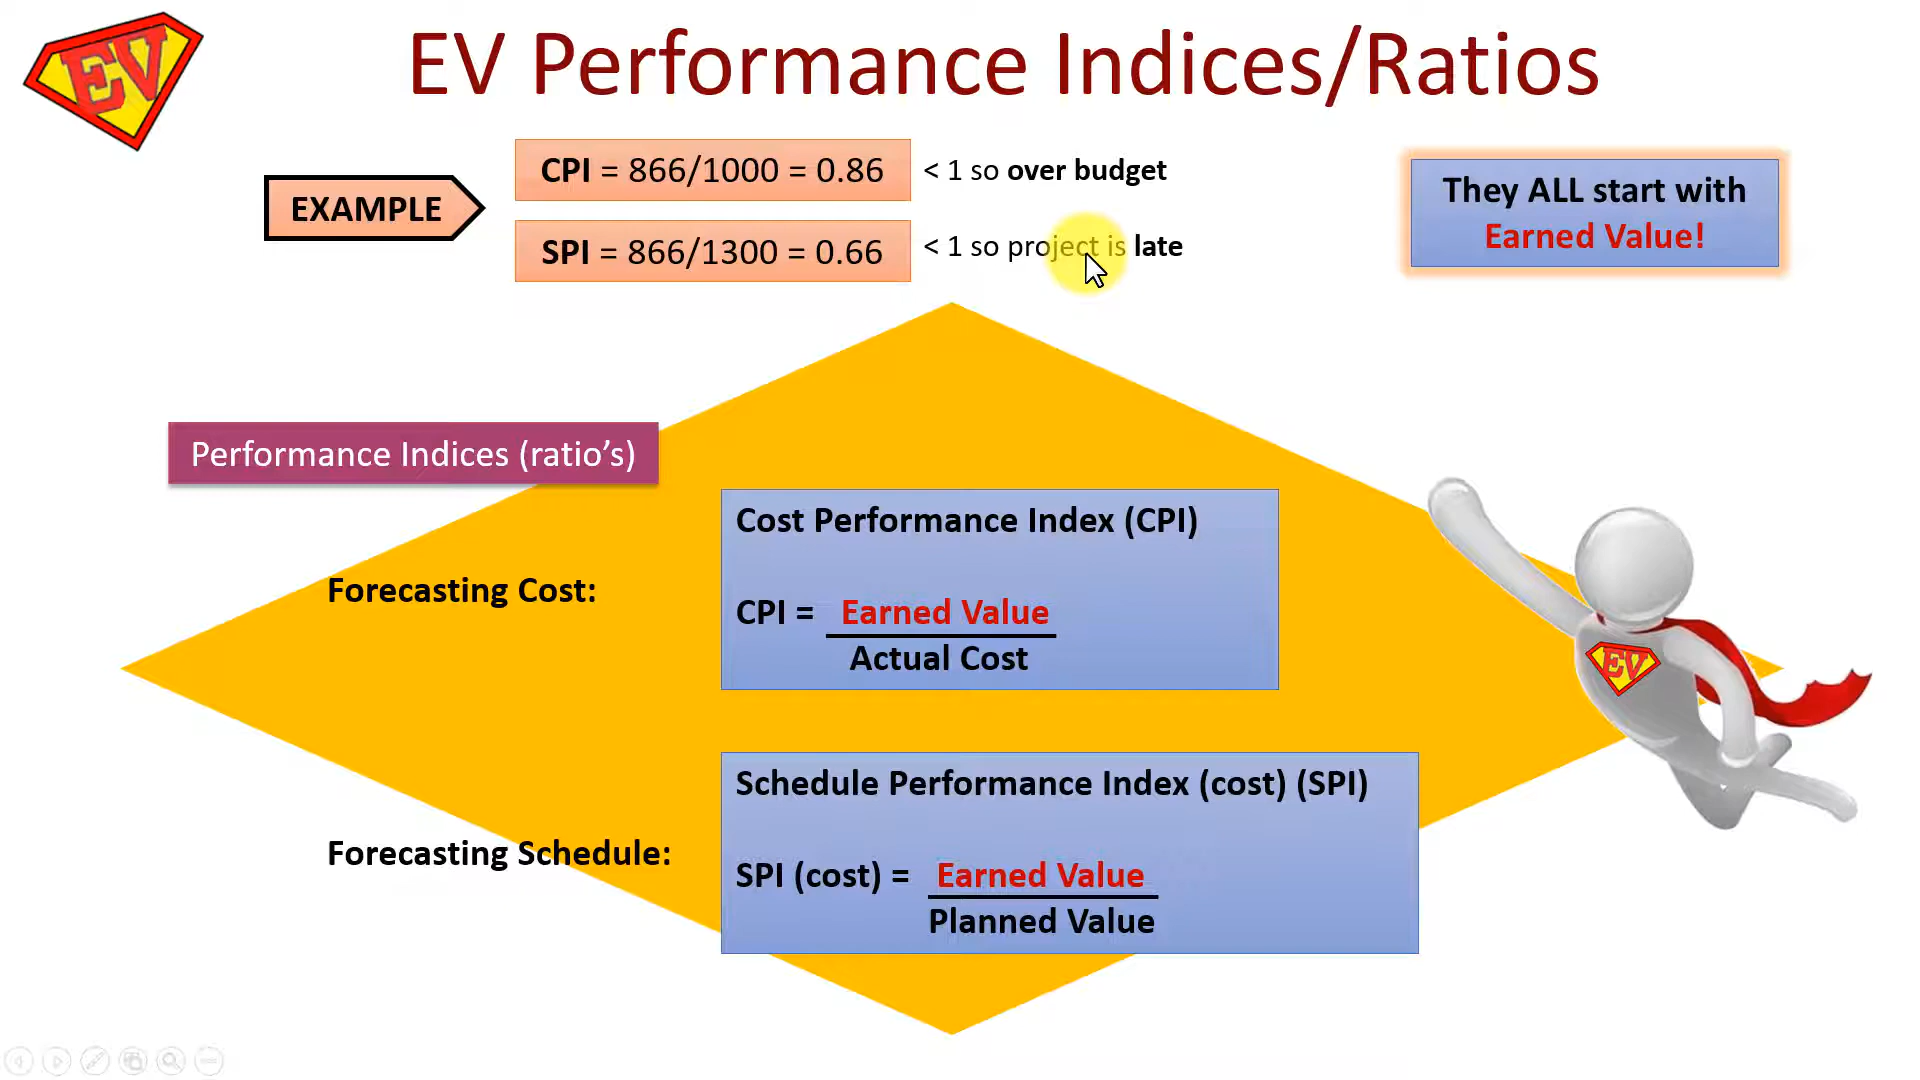 EV
EV Performance Indices/Ratios
EXAMPLE
CPI = 866/1000 = 0.86
< 1 so over budget
SPI = 866/1300 = 0.66
< 1 so project is late
They ALL start with
Earned Value!
Performance Indices (ratio's)
Forecasting Cost:
Cost Performance Index (CPI)
CPI = Earned Value
Actual Cost
EV
Forecasting Schedule:
Schedule Performance Index (cost) (SPI)
SPI (cost) = Earned Value
Planned Value